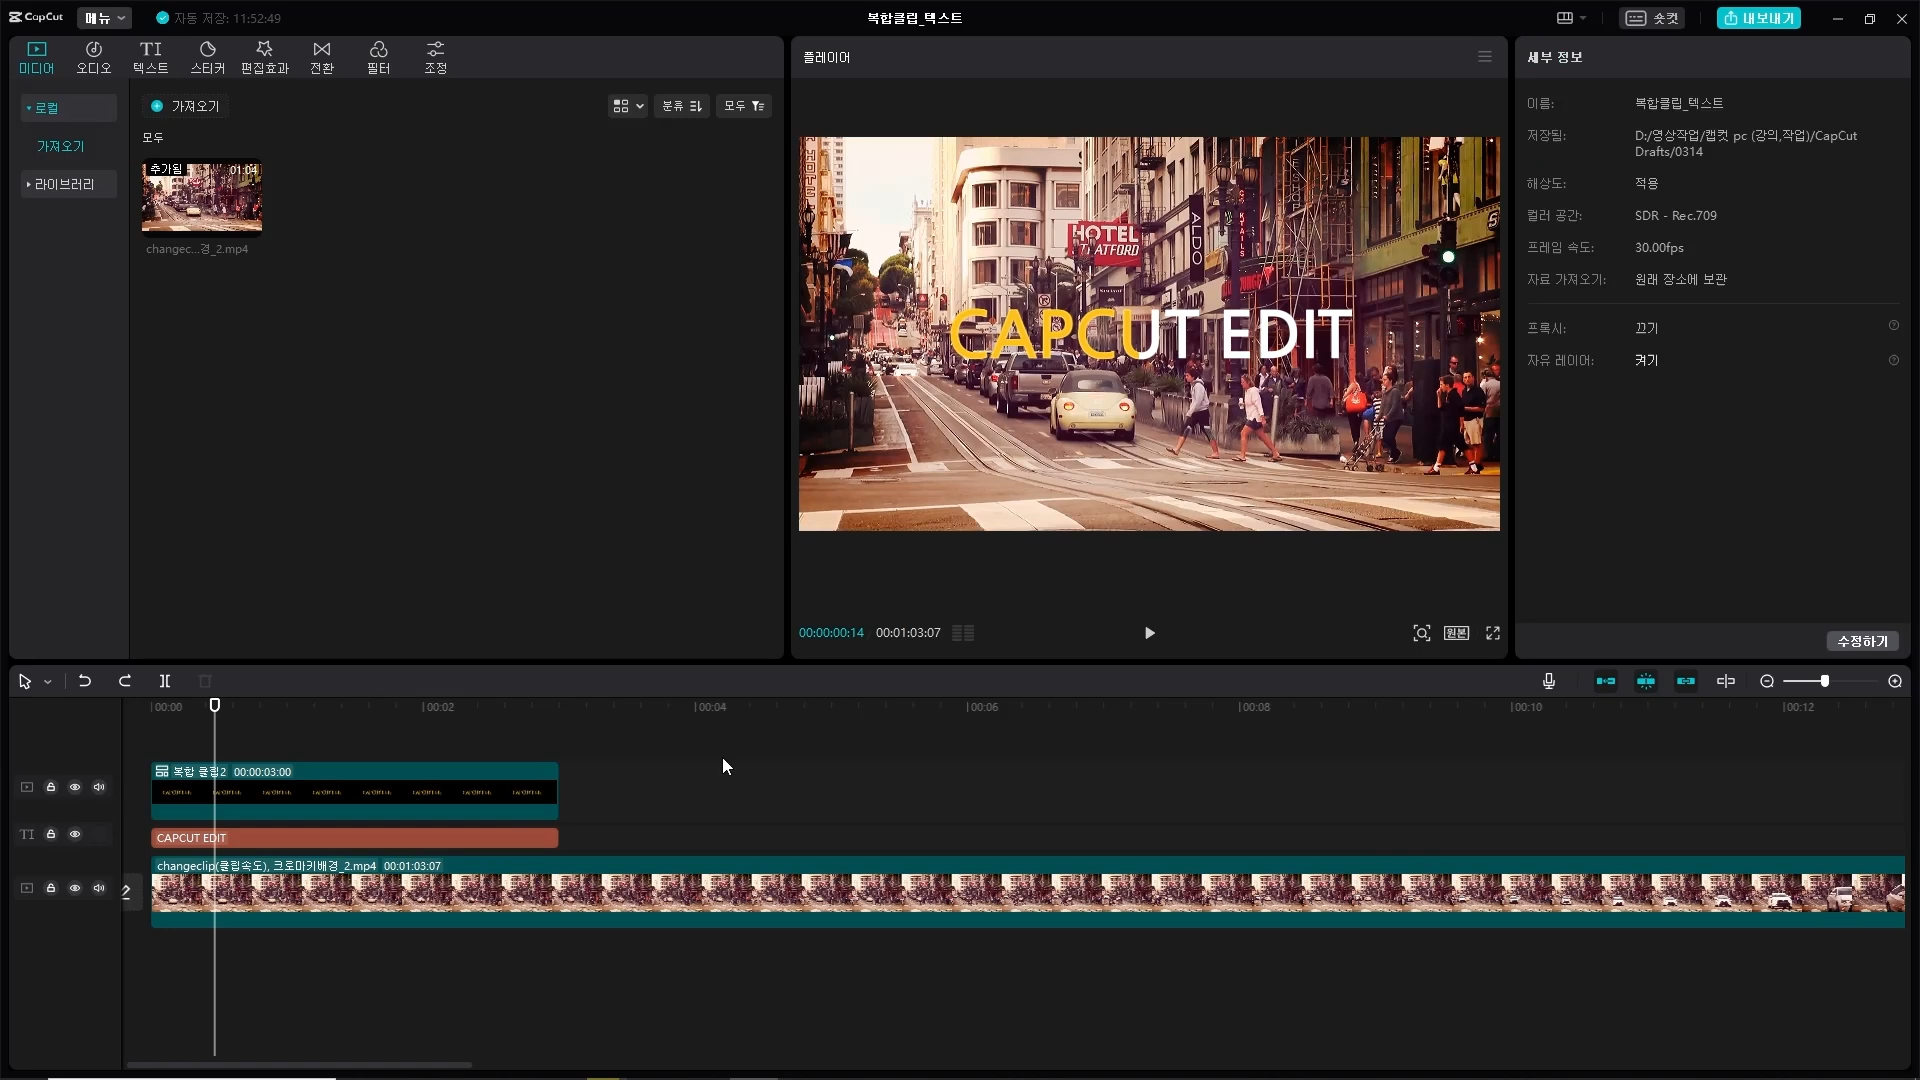 CapCut
메뉴
자동 저장: 11:52:49
복합클립_텍스트
숏컷
내보내기
미디어
오디오
TI
텍스트
스티커
편집효과
전환
필터
조정
로컬
가져오기
라이브러리
가져오기
분류
모두
모두
추가됨
01:04
changec...경_2.mp4
플레이어
HOTEL
ALDO
CAPCUT EDIT
00:00:00:14
00:01:03:07
원본
세부 정보
이름:
복합클립_텍스트
저장됨:
D:/영상작업/캡컷 pc (강의,작업)/CapCut
Drafts/0314
해상도:
적용
컬러 공간:
SDR - Rec.709
프레임 속도:
30.00fps
자료 가져오기:
원래 장소에 보관
프록시:
끄기
자유 레이어:
켜기
수정하기
00:00
00:02
00:04
00:06
00:08
00:10
00:12
복합 클립2 00:00:03:00
TI
CAPCUT EDIT
changeclip(클립속도), 크로마키배경_2.mp4 00:01:03:07